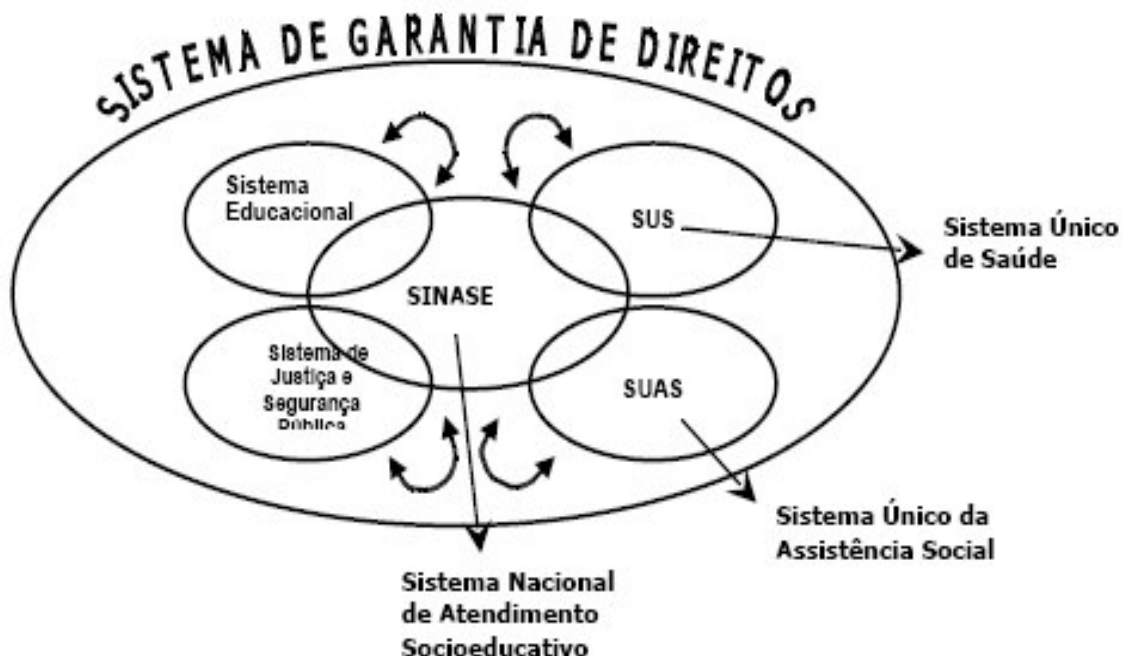 SISTEMA DE GARANTIA DE DIREITOS
Sistema
Educacional
SUS
Sistema Único
de Saúde
SINASE
Sistema de
Justiça e
Segurança
Pública
SUAS
Sistema Único da
Assistência Social
Sistema Nacional
de Atendimento
Socioeducativo